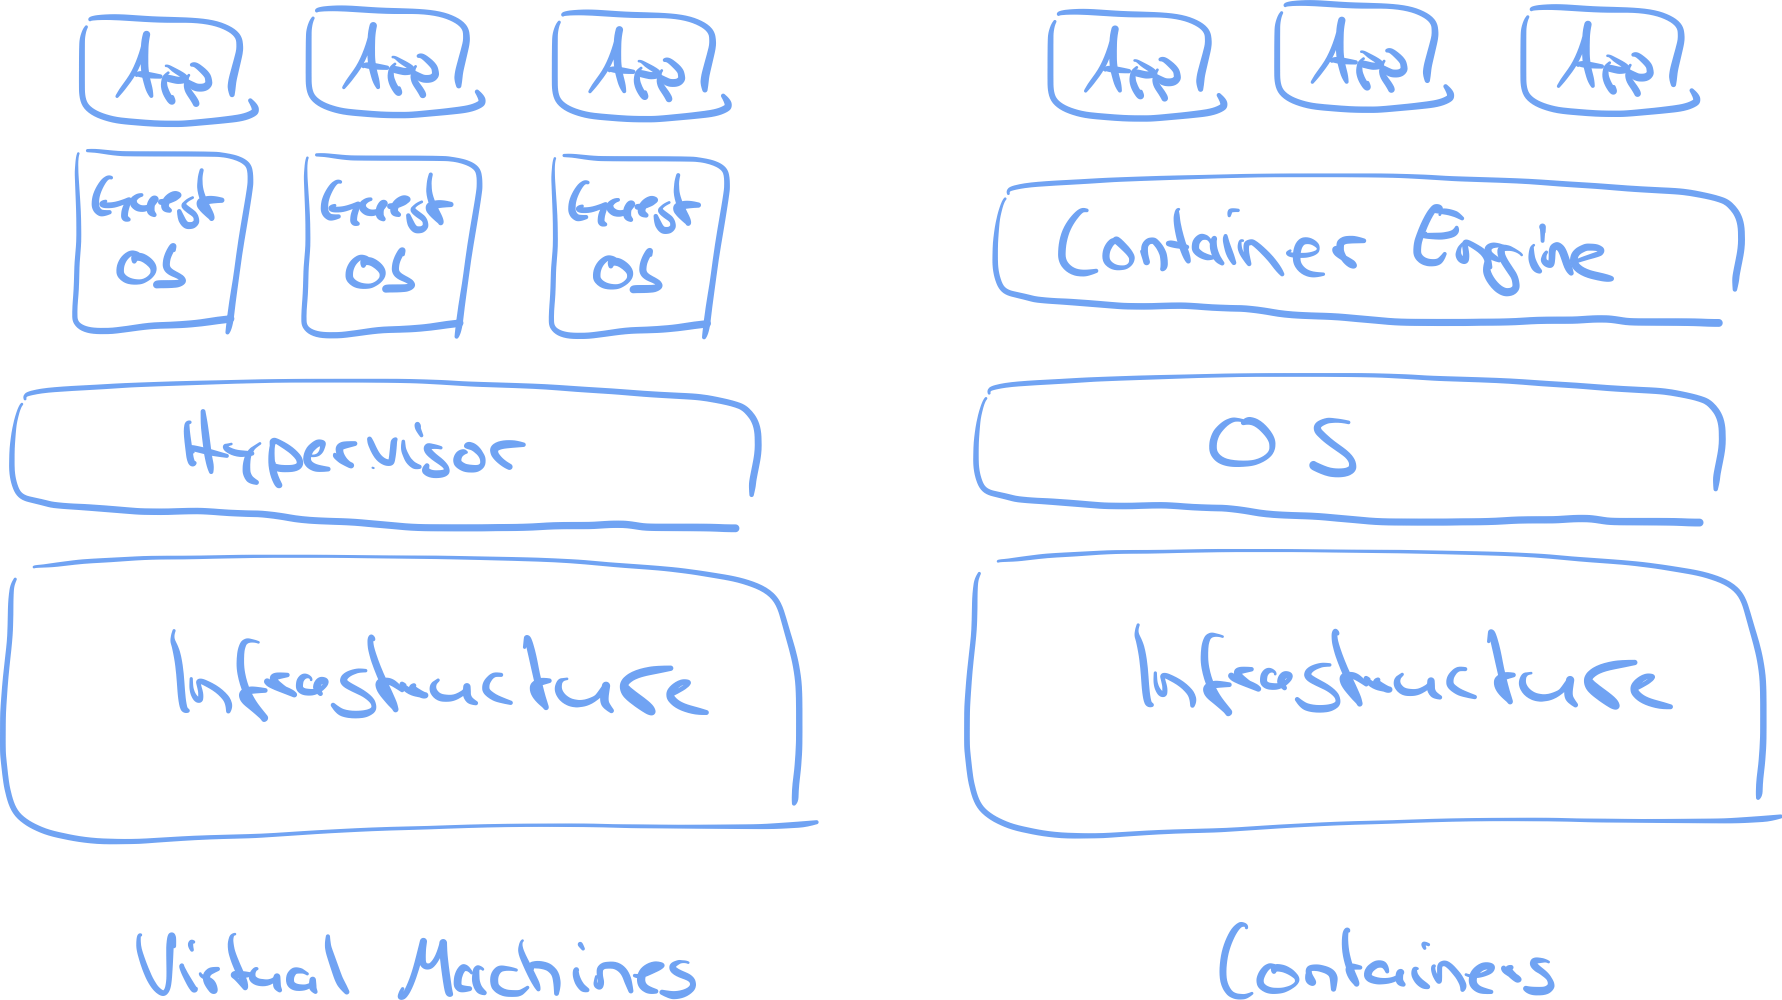 App App App
Guest Guest Guest
OS OS OS
Hypervisor
Infrastructure
Virtual Machines
App App App
Container Engine
OS
Infrastructure
Containers